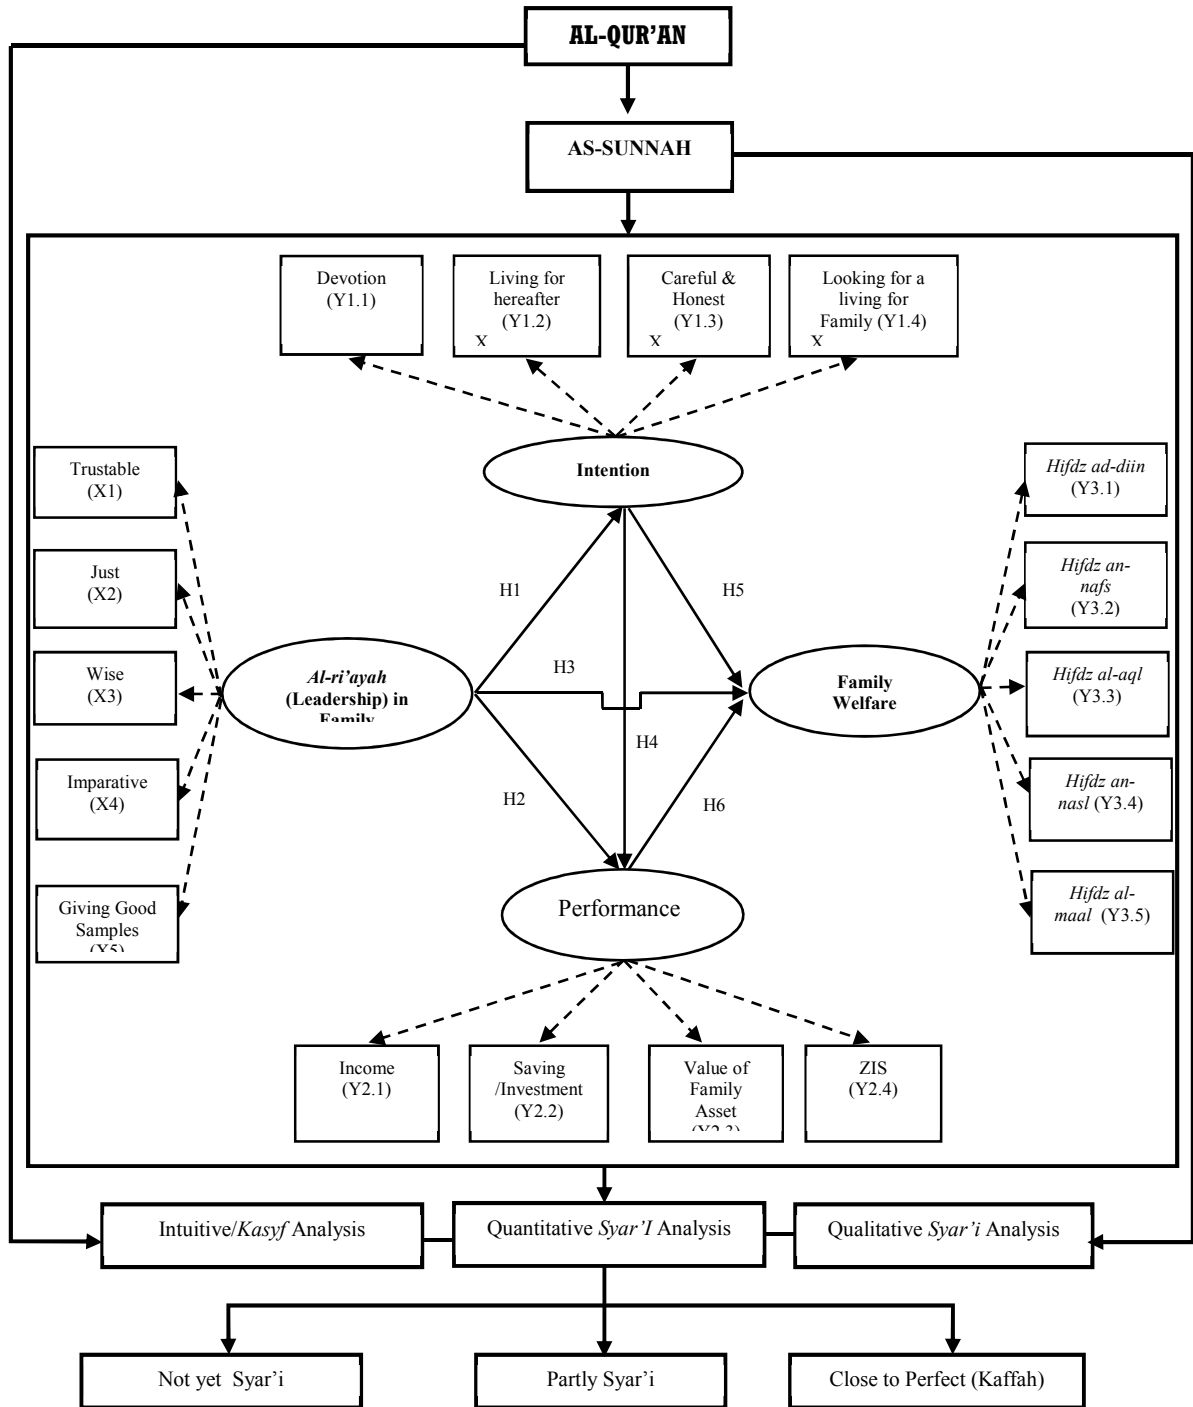 AL-QUR’AN
AS-SUNNAH
Devotion
(Y1.1)
Living for
hereafter
(Y1.2)
X
Careful &
Honest
(Y1.3)
X
Looking for a
living for
Family (Y1.4)
X
Intention
Trustable
(X1)
Just
(X2)
Wise
(X3)
Imparative
(X4)
Giving Good
Samples
(X5)
Al-ri’ayah
(Leadership) in
Family
H1
H5
H3
H4
H2
H6
Family
Welfare
Hifdz ad-diin
(Y3.1)
Hifdz an-
nafs
(Y3.2)
Hifdz al-aql
(Y3.3)
Hifdz an-
nasl (Y3.4)
Hifdz al-
maal (Y3.5)
Performance
Income
(Y2.1)
Saving
/Investment
(Y2.2)
Value of
Family
Asset
(Y2.3)
ZIS
(Y2.4)
Intuitive/Kasyf Analysis
Quantitative Syar’I Analysis
Qualitative Syar’i Analysis
Not yet Syar’i
Partly Syar’i
Close to Perfect (Kaffah)